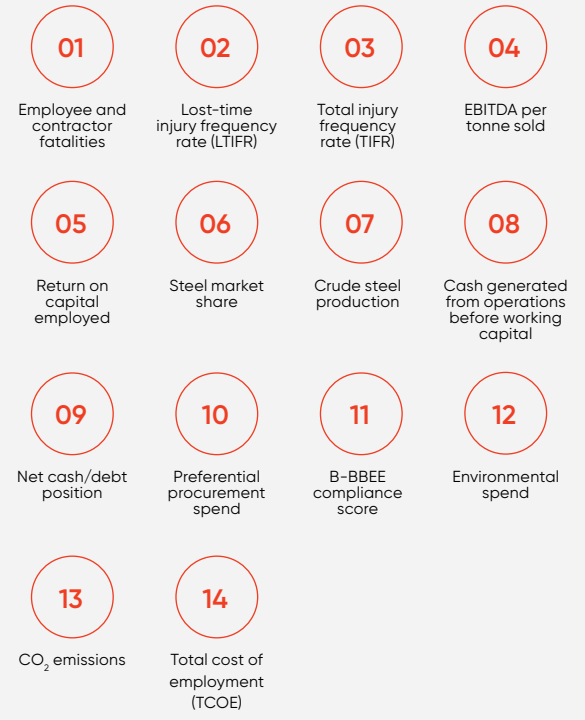 01
Employee and
contractor
fatalities
02
Lost-time
injury frequency
rate (LTIFR)
03
Total injury
frequency
rate (TIFR)
04
EBITDA per
tonne sold
05
Return on
capital
employed
06
Steel market
share
07
Crude steel
production
08
Cash generated
from operations
before working
capital
09
Net cash/debt
position
10
Preferential
procurement
spend
11
B-BBEE
compliance
score
12
Environmental
spend
13
CO₂ emissions
14
Total cost of
employment
(TCOE)